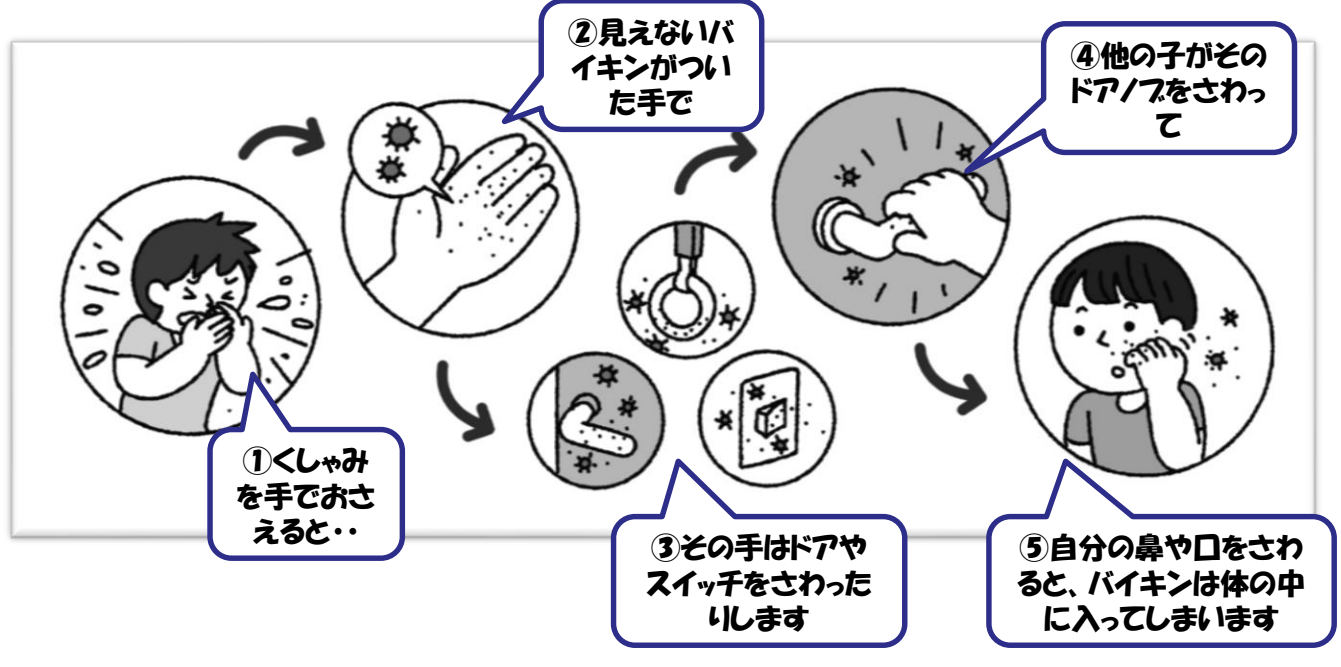 ①くしゃみ
を手でおさ
えると・・
②見えないバ
イキンがつい
た手で
③その手はドアや
スイッチをさわった
りします
④他の子がその
ドアノブをさわっ
て
⑤自分の鼻や口をさわ
ると、バイキンは体の中
に入ってしまいます